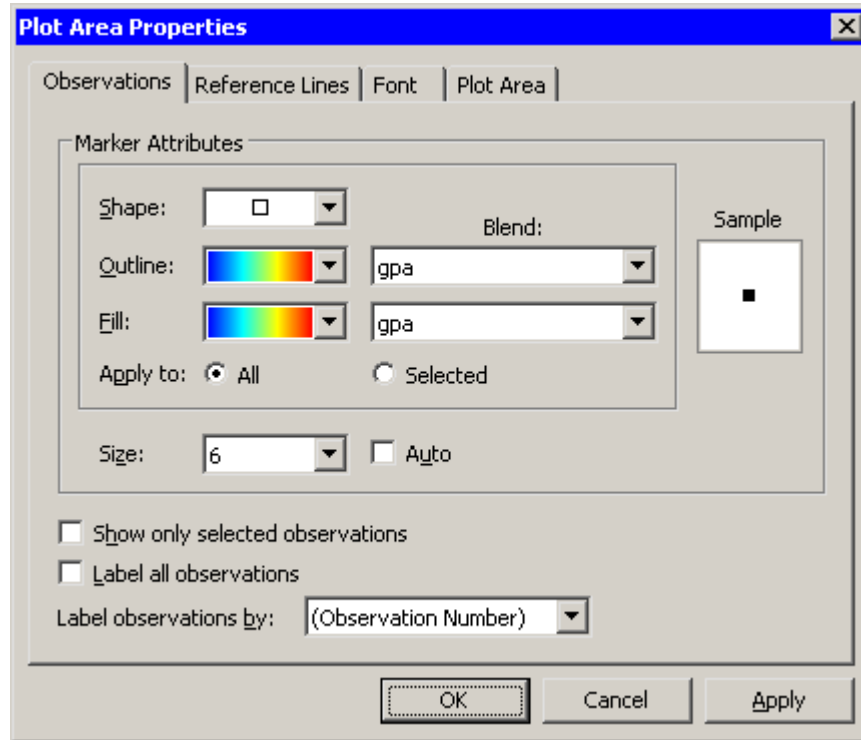 Plot Area Properties
Observations Reference Lines Font Plot Area
Marker Attributes
Shape:
Blend:
Sample
Outline: gpa
Fill: gpa
Apply to: All Selected
Size: 6 Auto
Show only selected observations
Label all observations
Label observations by: (Observation Number)
OK Cancel Apply